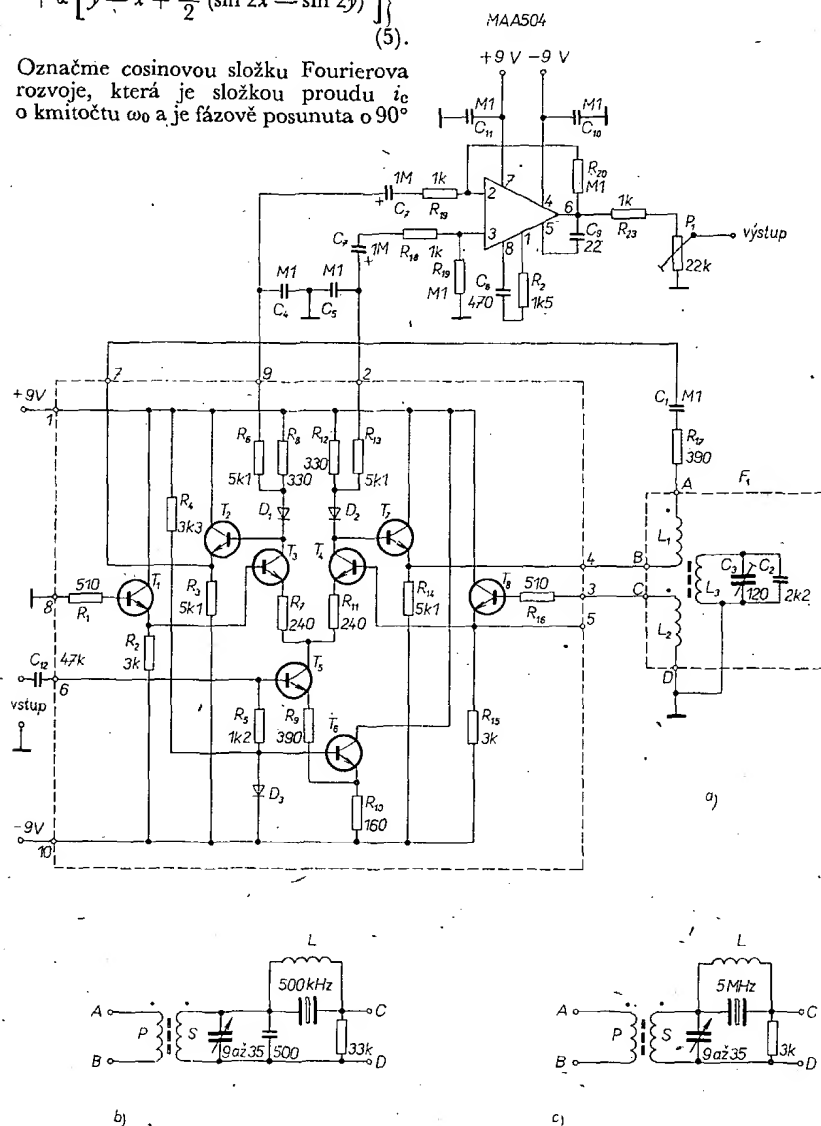 + α [ y − x + α/2 (sin 2x − sin 2y) ] }
(5).
Označme cosinovou složku Fourierova
rozvoje, která je složkou proudu i_c
o kmitočtu ω₀ a je fázově posunuta o 90°
MAA504
+9 V −9 V
M1 C₁₁
M1 C₁₀
R₂₀ M1
1M C₇
1k R₁₉
2 7 4 6 5 3 8 1
1k R₂₃
P₁ 22k
výstup
C₉ 22
C₇ 1M
R₁₈ 1k
R₁₉ M1
C₈ 470
R₂ 1k5
M1 C₄
M1 C₅
7 9 2
+9V 1
C₁ M1
R₁₇ 390
A
F₁
R₆ 5k1
R₈ 330
R₁₂ 330
R₁₃ 5k1
R₄ 3k3
D₁
D₂
T₂
T₇
T₃
T₄
T₁
T₈
4 B
L₁
3 C
C₃ 120
C₂ 2k2
L₃
L₂
D
510 R₁
8
R₃ 5k1
R₇ 240
R₁₁ 240
R₁₄ 5k1
510 R₁₆
5
R₂ 3k
C₁₂ 47k
6
vstup
T₅
R₅ 1k2
R₉ 390
T₆
R₁₅ 3k
D₃
R₁₀ 160
−9V 10
a)
L
500kHz
A B P S C D
9až35
500
33k
b)
L
5MHz
A B P S C D
9až35
3k
c)